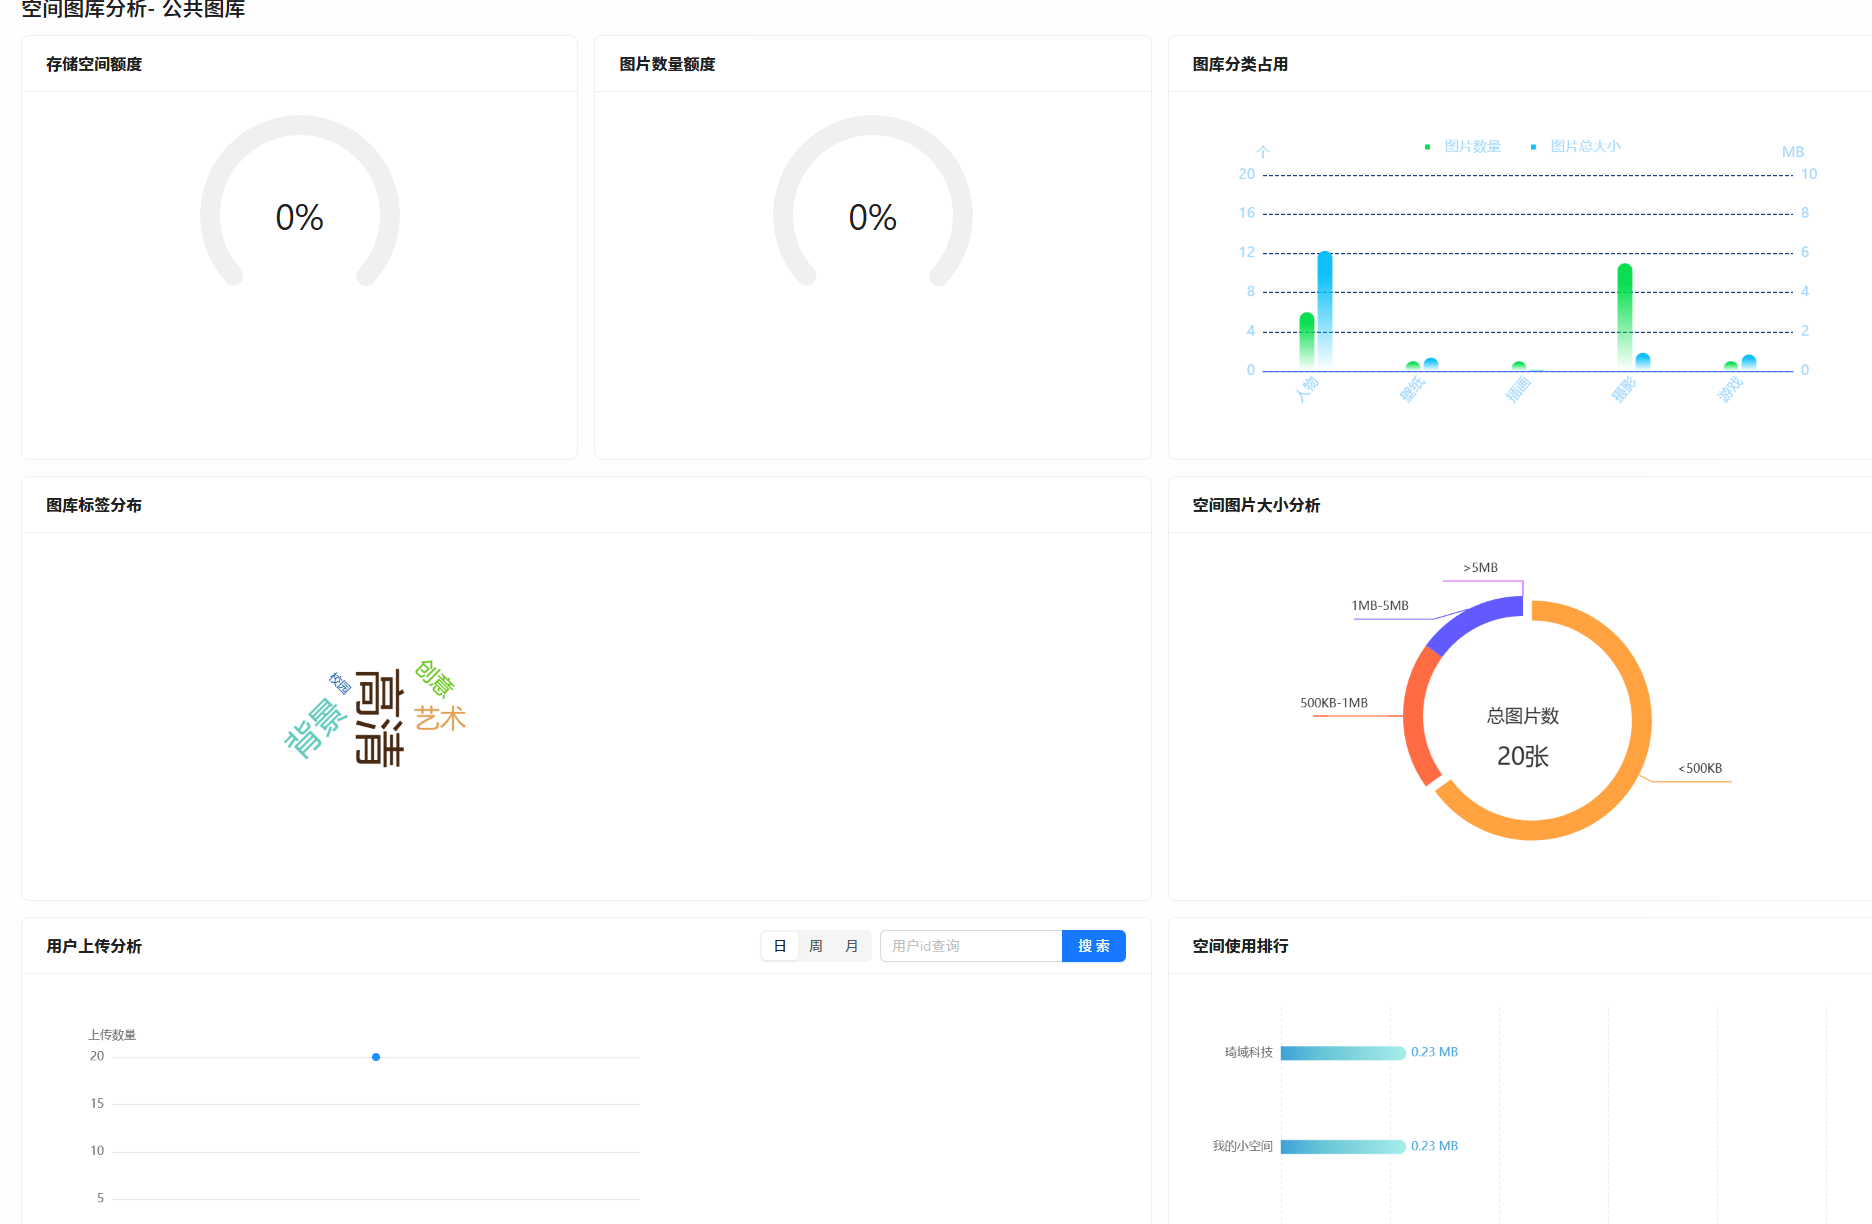 空间图库分析- 公共图库
存储空间额度
0%
图片数量额度
0%
图库分类占用
图片数量 图片总大小
个
MB
20
16
12
8
4
0
10
8
6
4
2
0
人物
壁纸
插画
摄影
游戏
图库标签分布
校园
背景
高清
创意
艺术
空间图片大小分析
>5MB
1MB-5MB
500KB-1MB
<500KB
总图片数
20张
用户上传分析
日 周 月
用户id查询
搜 索
上传数量
20
15
10
5
空间使用排行
琦域科技 0.23 MB
我的小空间 0.23 MB